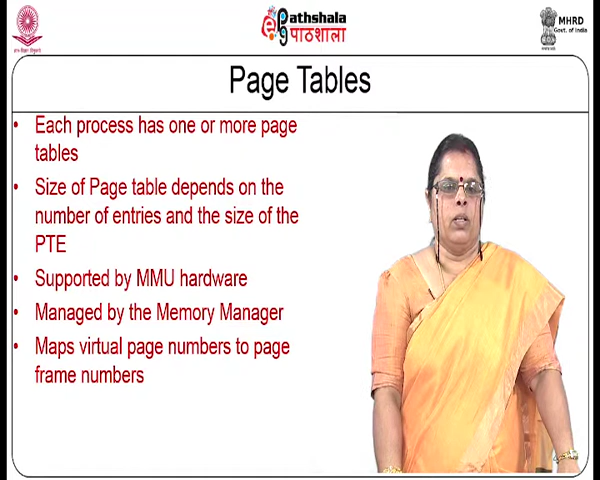 ePathshala
पाठशाला
MHRD
Govt. of India
Page Tables
• Each process has one or more page
tables
• Size of Page table depends on the
number of entries and the size of the
PTE
• Supported by MMU hardware
• Managed by the Memory Manager
• Maps virtual page numbers to page
frame numbers